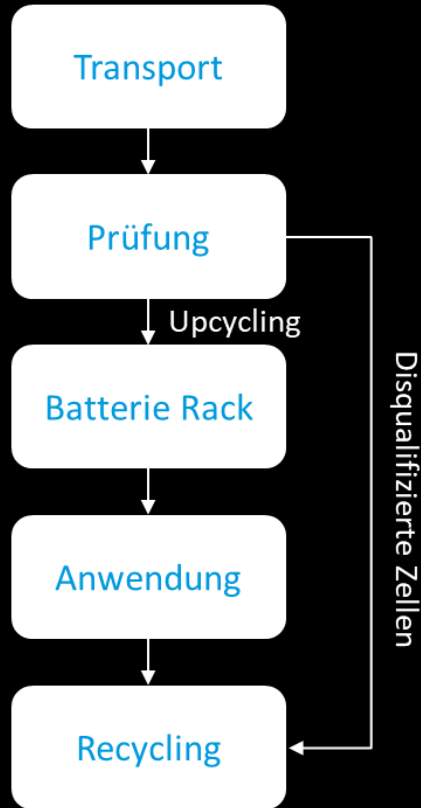 Transport
Prüfung
Upcycling
Batterie Rack
Disqualifizierte Zellen
Anwendung
Recycling